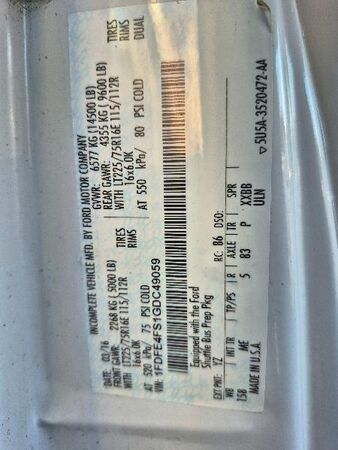 INCOMPLETE VEHICLE MFD. BY FORD MOTOR COMPANY
03/16 GVWR: 6577 KG (14500 LB)
FRONT GAWR: 2268 KG (5000 LB) REAR GAWR: 4355 KG (9600 LB)
WITH LT225/75R16E 115/112R TIRES WITH LT225/75R16E 115/112R TIRES
16x6.0K RIMS 16x6.0K RIMS
AT 520 kPa/ 75 PSI COLD AT 550 kPa/ 80 PSI COLD DUAL
VIN: 1FDFE4FS1GDC49059
Equipped with the Ford
Shuttle Bus Prep Pkg
EXT PNT: YZ RC: B6 DSO:
WB INT TR TP/PS R AXLE TR SPR
158 ME 5 83 P XXBB
MADE IN U.S.A. ULN
▽5U5A-3520472-AA